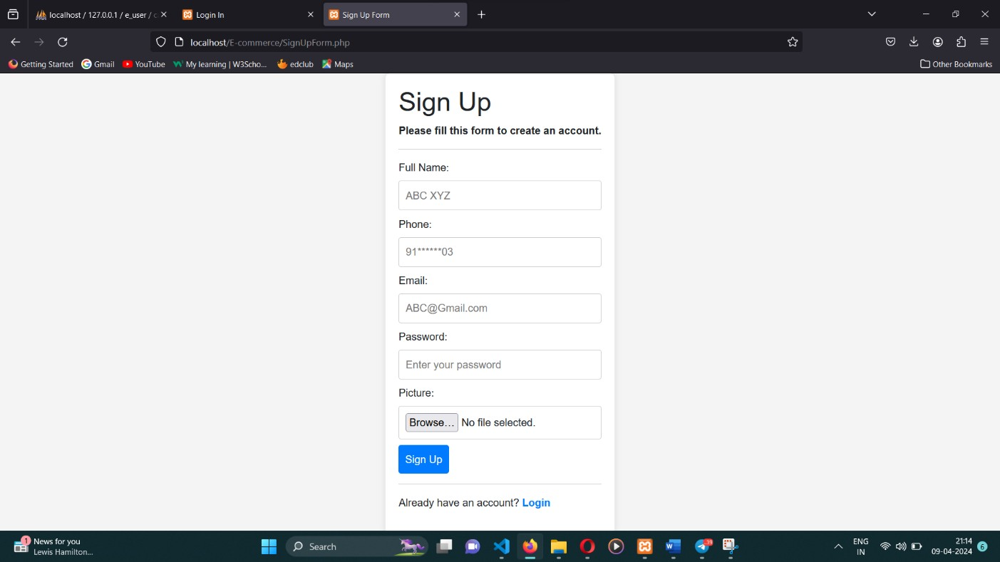 localhost / 127.0.0.1 / e_user /
Login In
Sign Up Form
localhost/E-commerce/SignUpForm.php
Getting Started
Gmail
YouTube
My learning | W3Scho...
edclub
Maps
Other Bookmarks
Sign Up
Please fill this form to create an account.
Full Name:
ABC XYZ
Phone:
91******03
Email:
ABC@Gmail.com
Password:
Enter your password
Picture:
Browse... No file selected.
Sign Up
Already have an account? Login
1
News for you
Lewis Hamilton...
Search
39
ENG
IN
21:14
09-04-2024
6